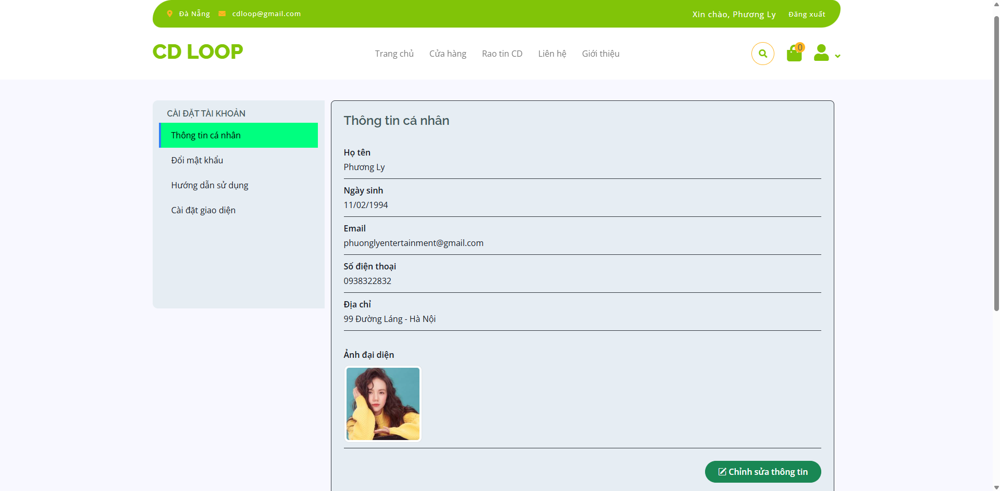 Đà Nẵng cdloop@gmail.com Xin chào, Phương Ly Đăng xuất
CD LOOP Trang chủ Cửa hàng Rao tin CD Liên hệ Giới thiệu 0
CÀI ĐẶT TÀI KHOẢN
Thông tin cá nhân
Đổi mật khẩu
Hướng dẫn sử dụng
Cài đặt giao diện
Thông tin cá nhân
Họ tên
Phương Ly
Ngày sinh
11/02/1994
Email
phuonglyentertainment@gmail.com
Số điện thoại
0938322832
Địa chỉ
99 Đường Láng - Hà Nội
Ảnh đại diện
Chỉnh sửa thông tin